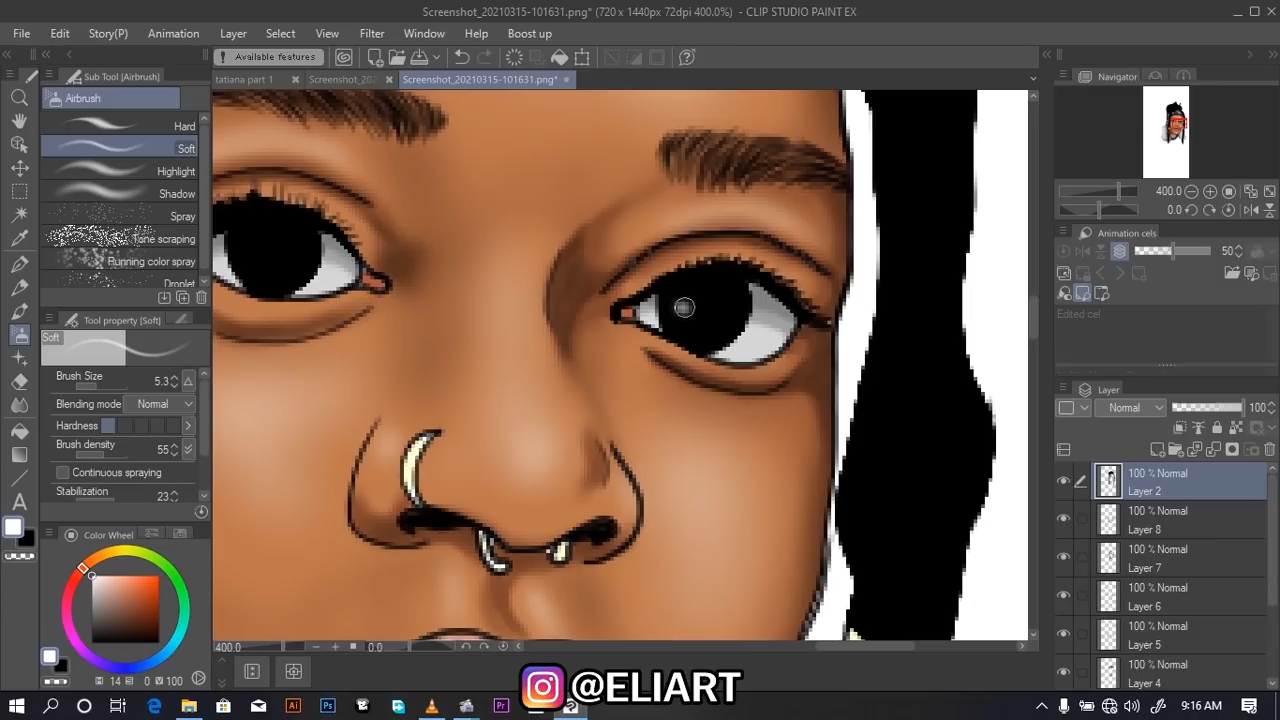 Screenshot_20210315-101631.png* (720 x 1440px 72dpi 400.0%) - CLIP STUDIO PAINT EX
File Edit Story(P) Animation Layer Select View Filter Window Help Boost up
Available features
Sub Tool [Airbrush]
tatiana part 1
Screenshot_202
Screenshot_20210315-101631.png*
Navigator
Airbrush
Hard
Soft
Highlight
Shadow
Spray
Tone scraping
Running color spray
Droplet
400.0
0.0
Animation cels
50
Edited cel
Tool property [Soft]
Soft
Brush Size 5.3
Blending mode Normal
Hardness
Brush density 55
Continuous spraying
Stabilization 23
Layer
Normal 100
100 % Normal
Layer 2
100 % Normal
Layer 8
100 % Normal
Layer 7
100 % Normal
Layer 6
100 % Normal
Layer 5
100 % Normal
Layer 4
Color Wheel
14 0 100
400.0 0.0
@ELIART
Ai Ps Pr
9:16 AM